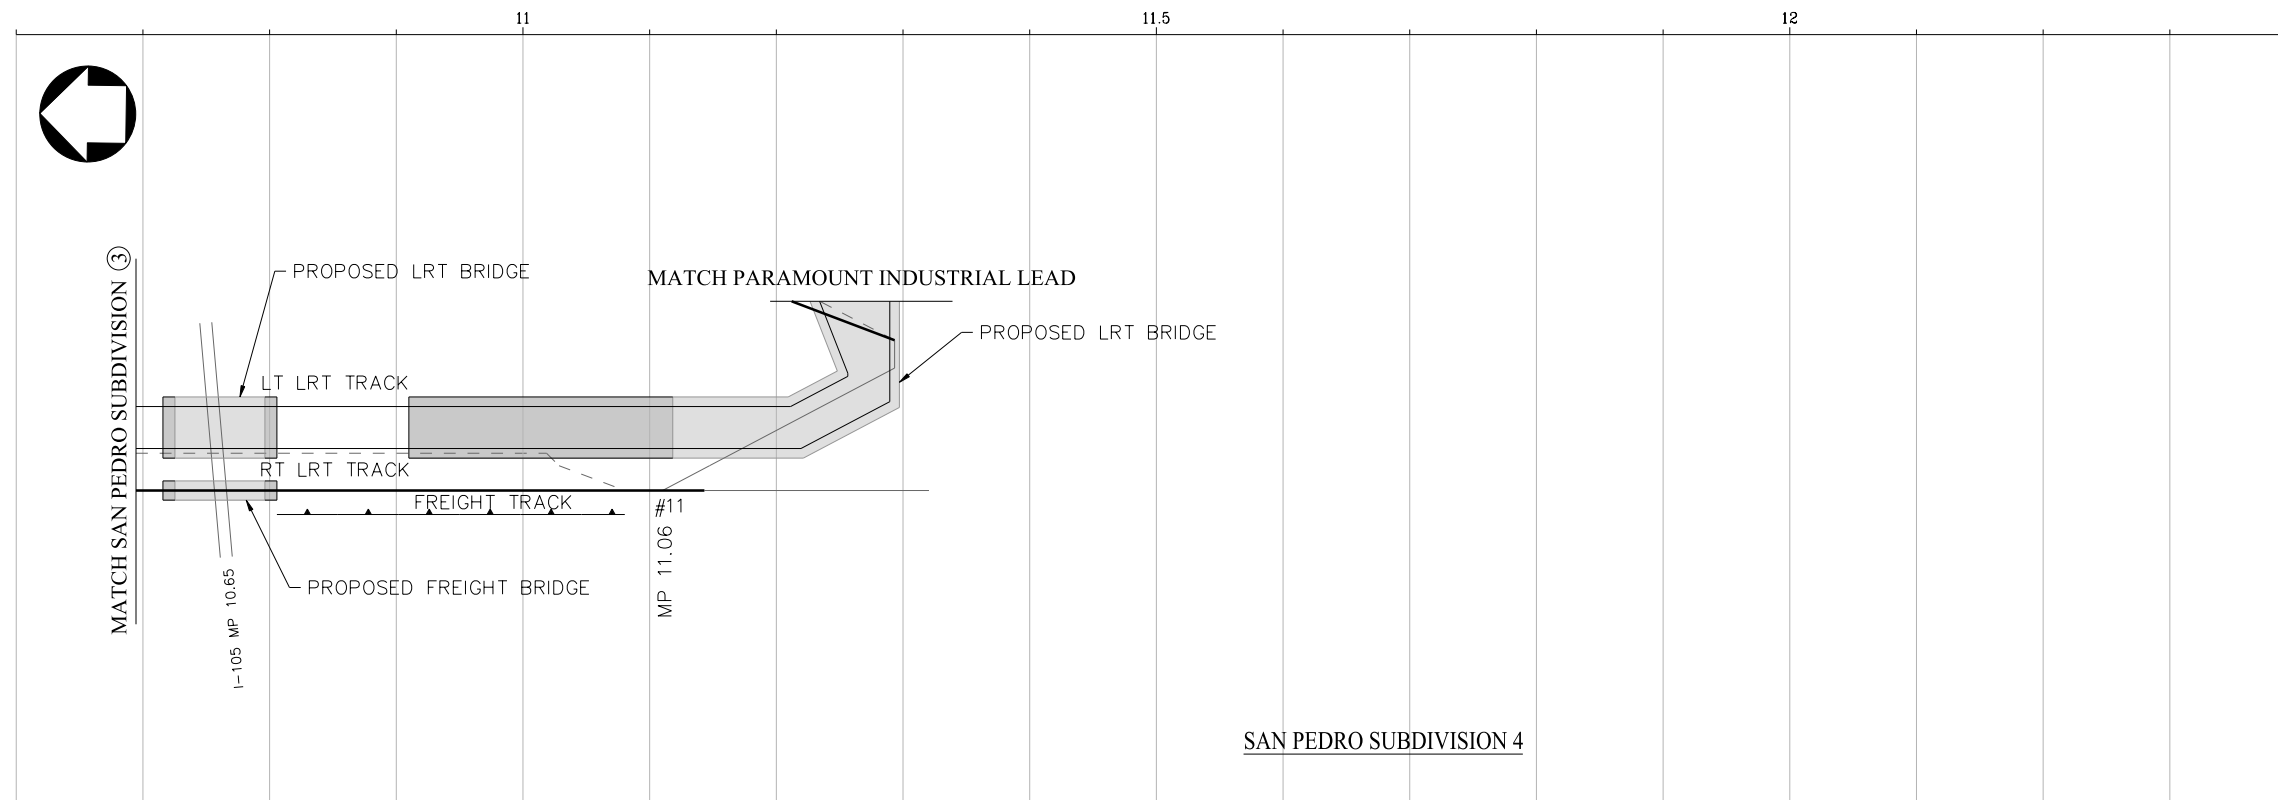 11
11.5
12
MATCH SAN PEDRO SUBDIVISION 3
PROPOSED LRT BRIDGE
MATCH PARAMOUNT INDUSTRIAL LEAD
PROPOSED LRT BRIDGE
LT LRT TRACK
RT LRT TRACK
FREIGHT TRACK
#11
MP 11.06
PROPOSED FREIGHT BRIDGE
I-105 MP 10.65
SAN PEDRO SUBDIVISION 4